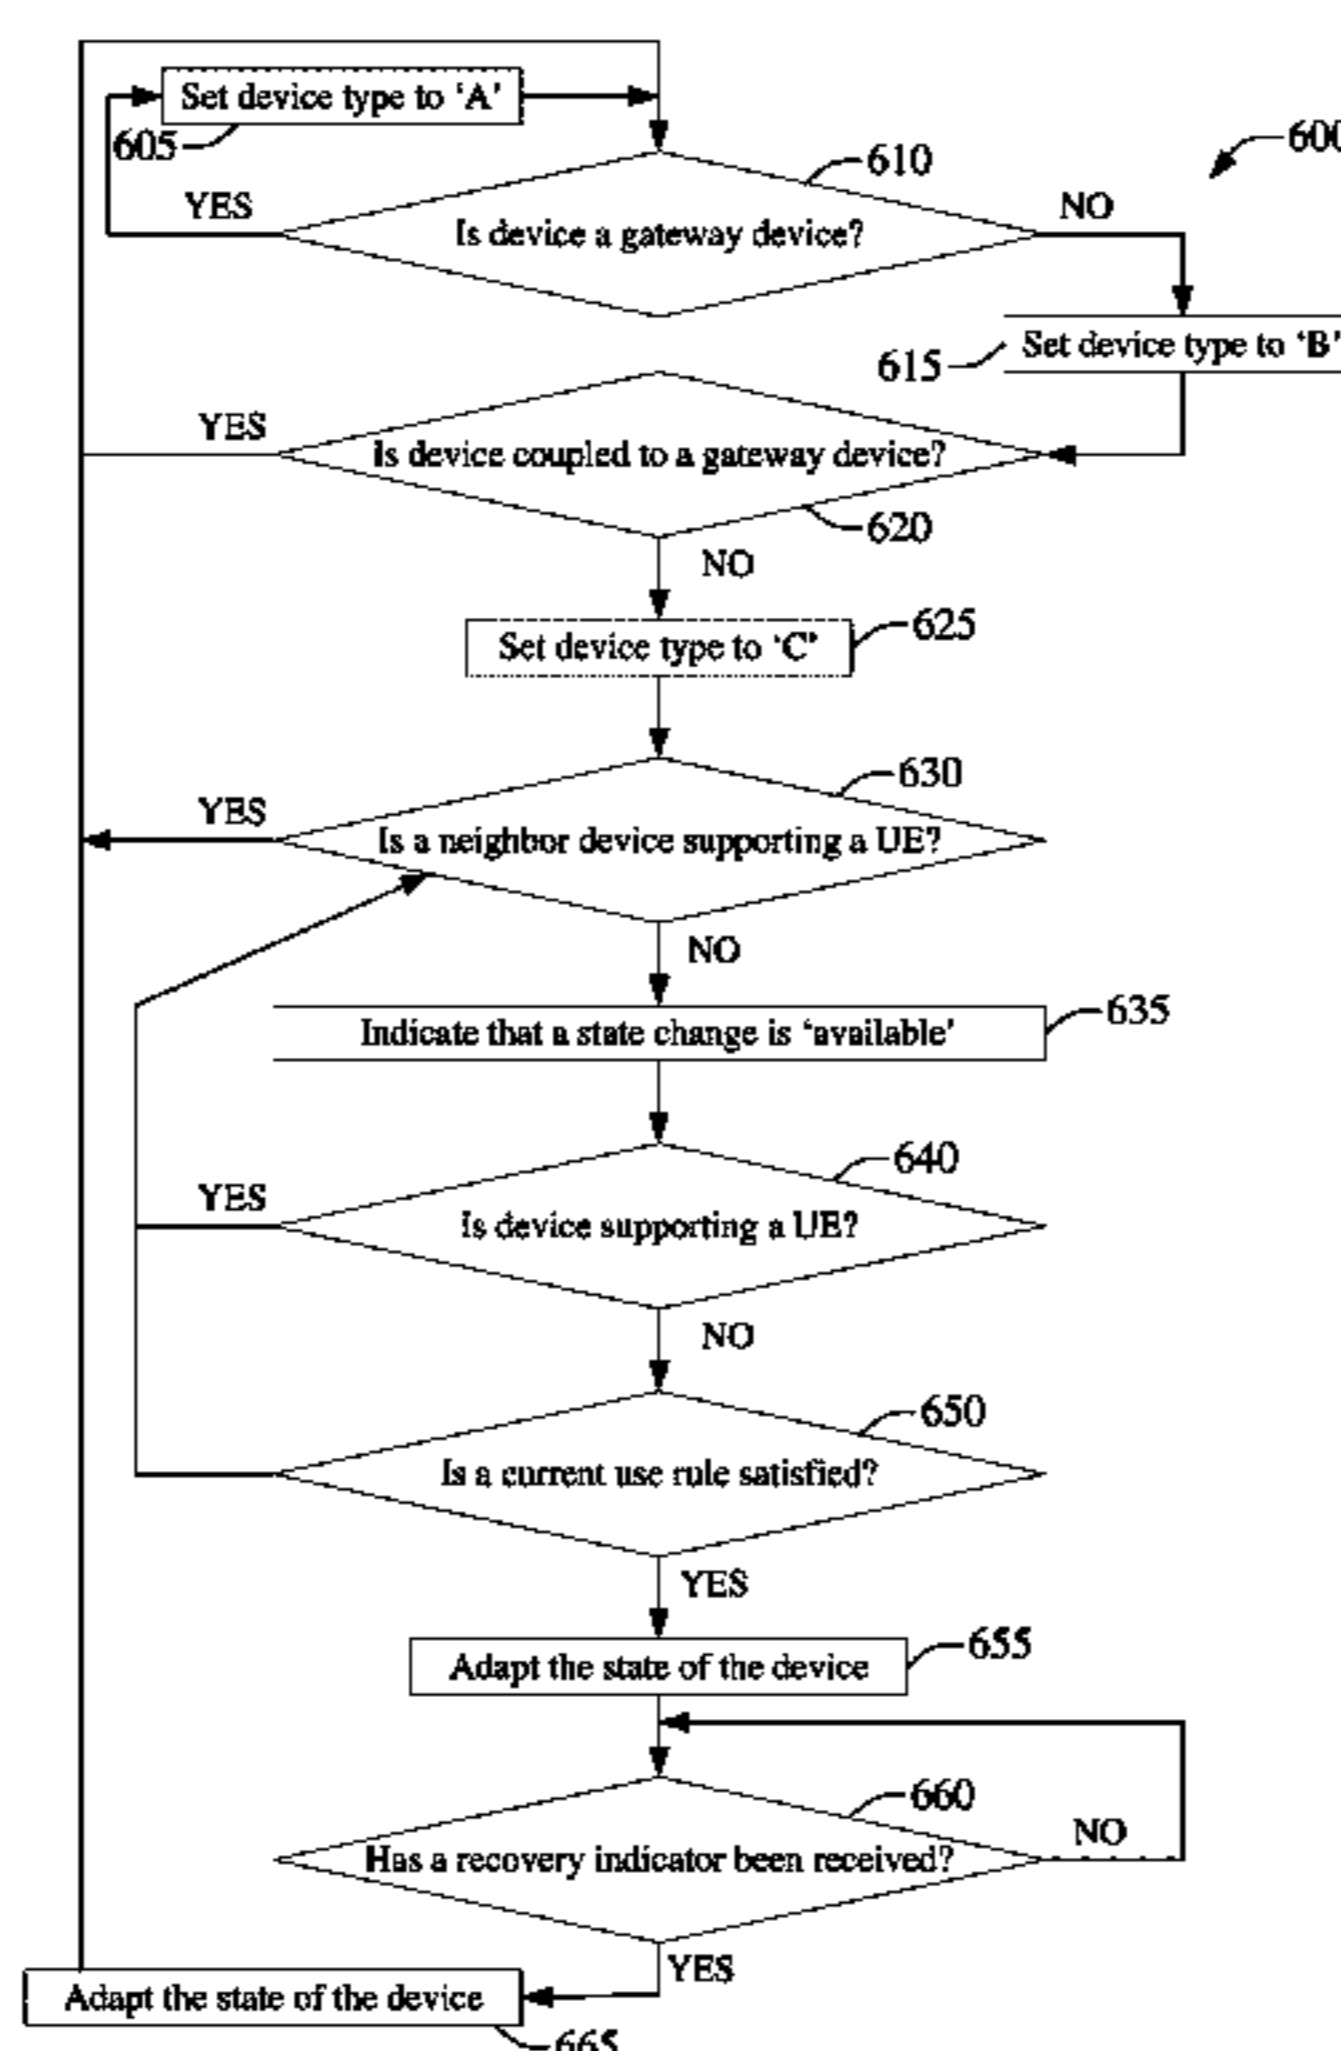 Set device type to ‘A’
605
600
610
YES
NO
Is device a gateway device?
Set device type to ‘B’
615
YES
Is device coupled to a gateway device?
620
NO
Set device type to ‘C’
625
630
YES
Is a neighbor device supporting a UE?
NO
Indicate that a state change is ‘available’
635
640
YES
Is device supporting a UE?
NO
650
Is a current use rule satisfied?
YES
Adapt the state of the device
655
660
NO
Has a recovery indicator been received?
YES
Adapt the state of the device
665